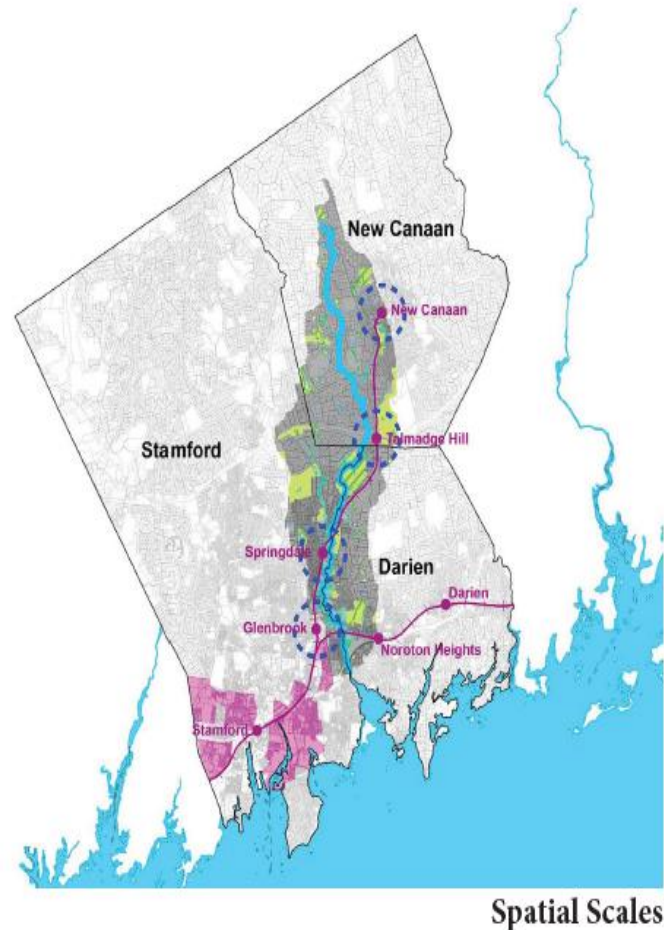 New Canaan
New Canaan
Stamford
Talmadge Hill
Springdale
Darien
Darien
Glenbrook
Noroton Heights
Stamford
Spatial Scales